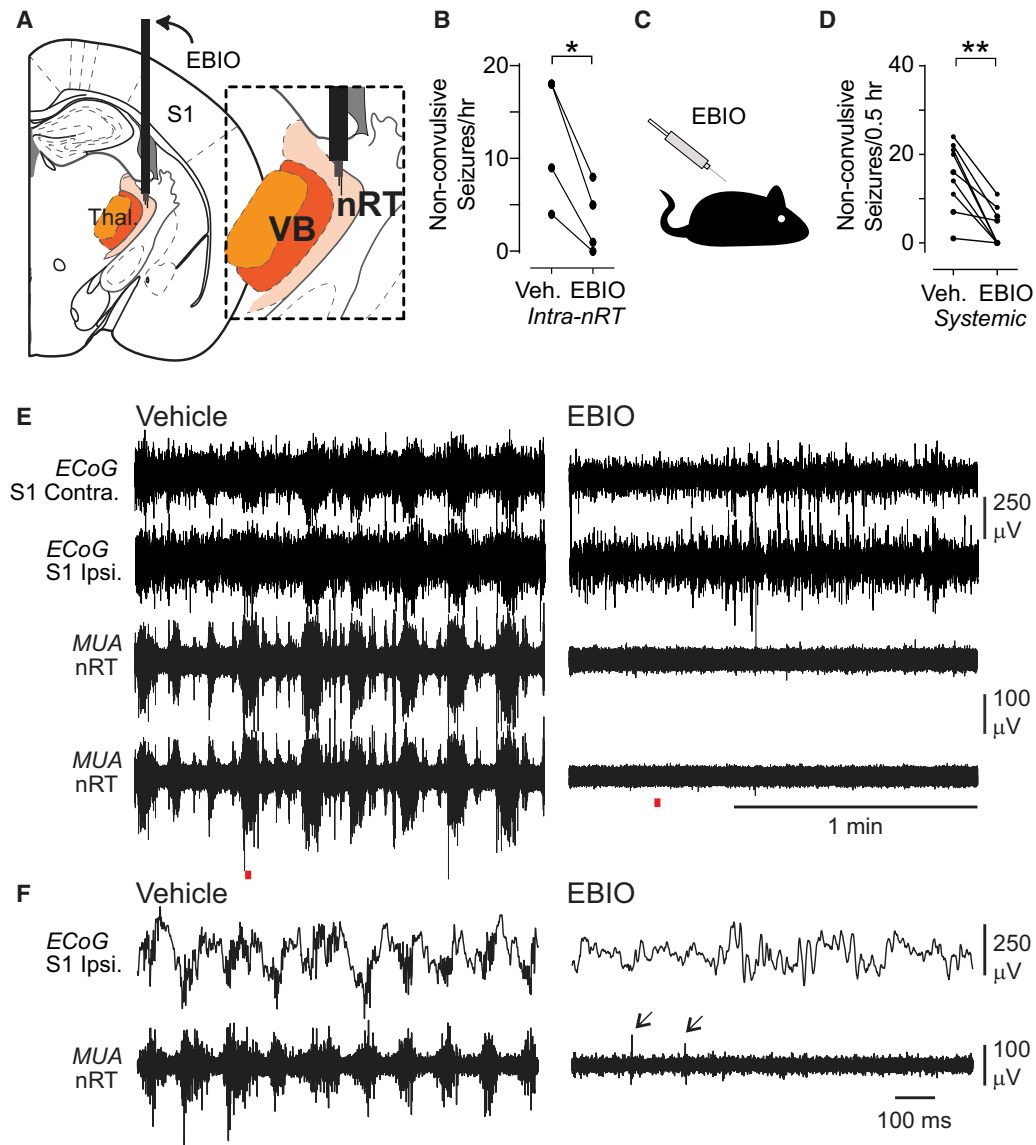 A
EBIO
S1
Thal.
VB
nRT
B
Non-convulsive
Seizures/hr
20
10
0
*
Veh. EBIO
Intra-nRT
C
EBIO
D
Non-convulsive
Seizures/0.5 hr
40
20
0
**
Veh. EBIO
Systemic
E
Vehicle
EBIO
ECoG
S1 Contra.
ECoG
S1 Ipsi.
MUA
nRT
MUA
nRT
250
µV
100
µV
1 min
F
Vehicle
EBIO
ECoG
S1 Ipsi.
MUA
nRT
250
µV
100
µV
100 ms